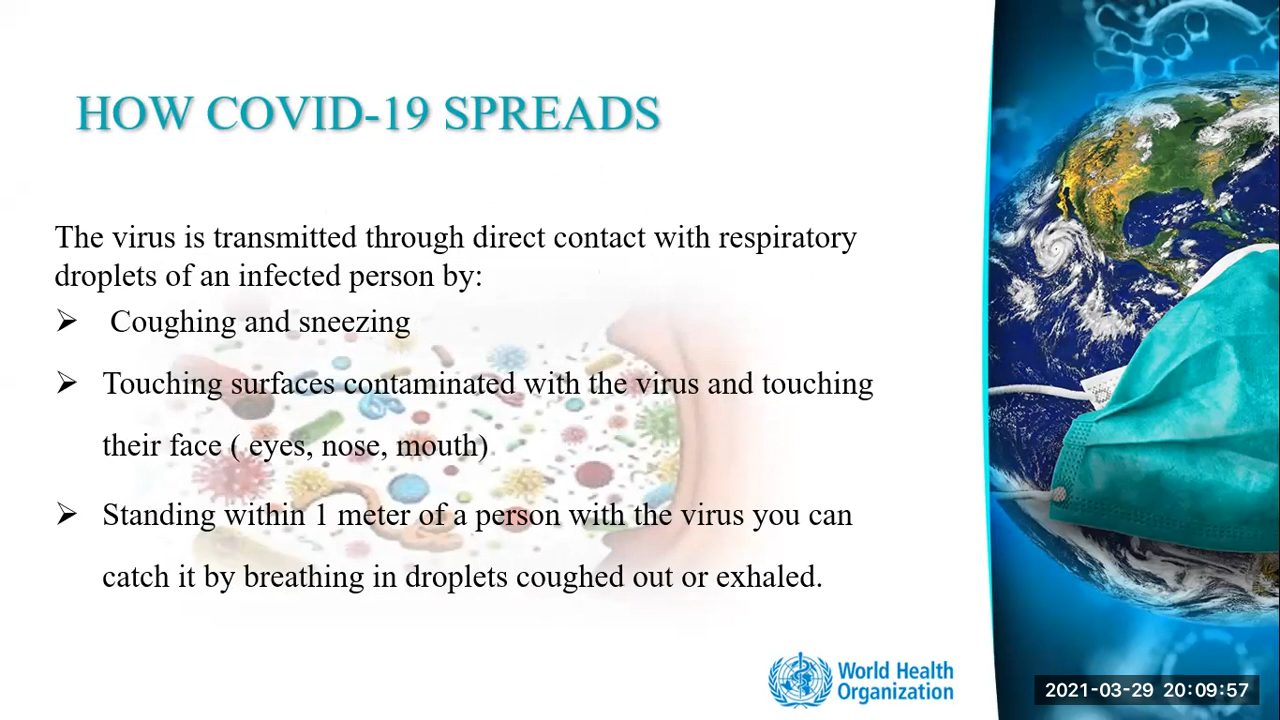 HOW COVID-19 SPREADS
The virus is transmitted through direct contact with respiratory
droplets of an infected person by:
➢ Coughing and sneezing
➢ Touching surfaces contaminated with the virus and touching
their face ( eyes, nose, mouth)
➢ Standing within 1 meter of a person with the virus you can
catch it by breathing in droplets coughed out or exhaled.
World Health
Organization
2021-03-29 20:09:57